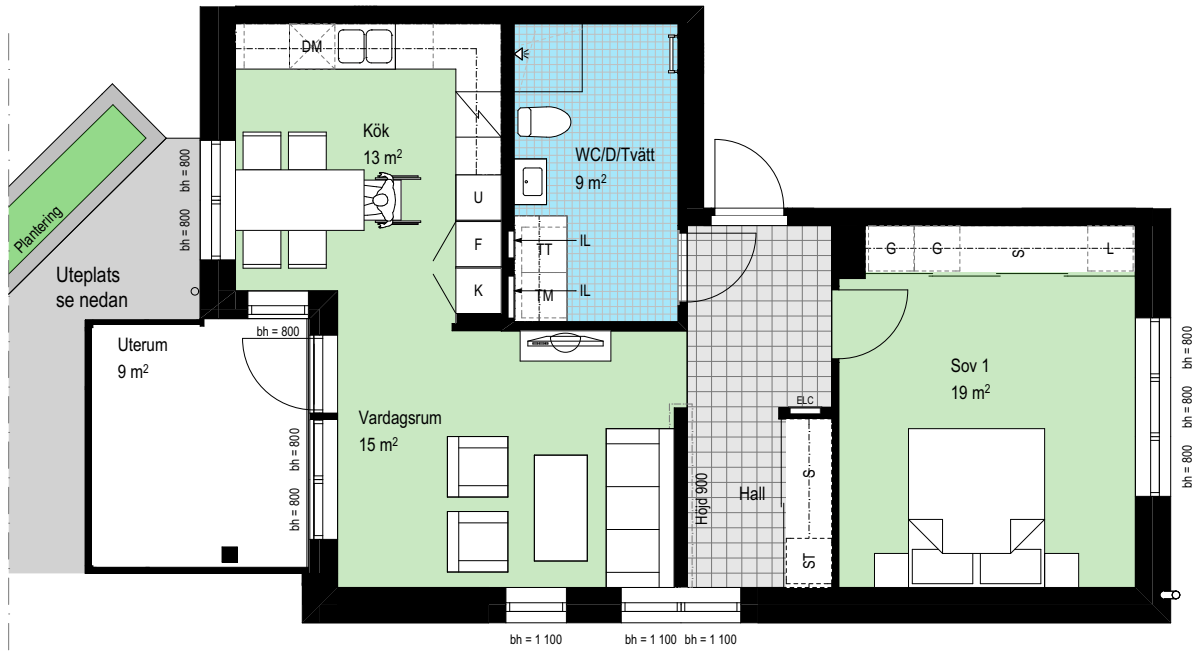 DM
Kök
13 m²
WC/D/Tvätt
9 m²
bh = 800
bh = 800
U
F
K
TT
TM
IL
IL
G
G
S
L
Plantering
Uteplats
se nedan
bh = 800
Uterum
9 m²
Sov 1
19 m²
bh = 800
bh = 800
bh = 800
Vardagsrum
15 m²
bh = 800
bh = 800
ELC
Höjd 900
Hall
S
ST
bh = 1 100
bh = 1 100
bh = 1 100